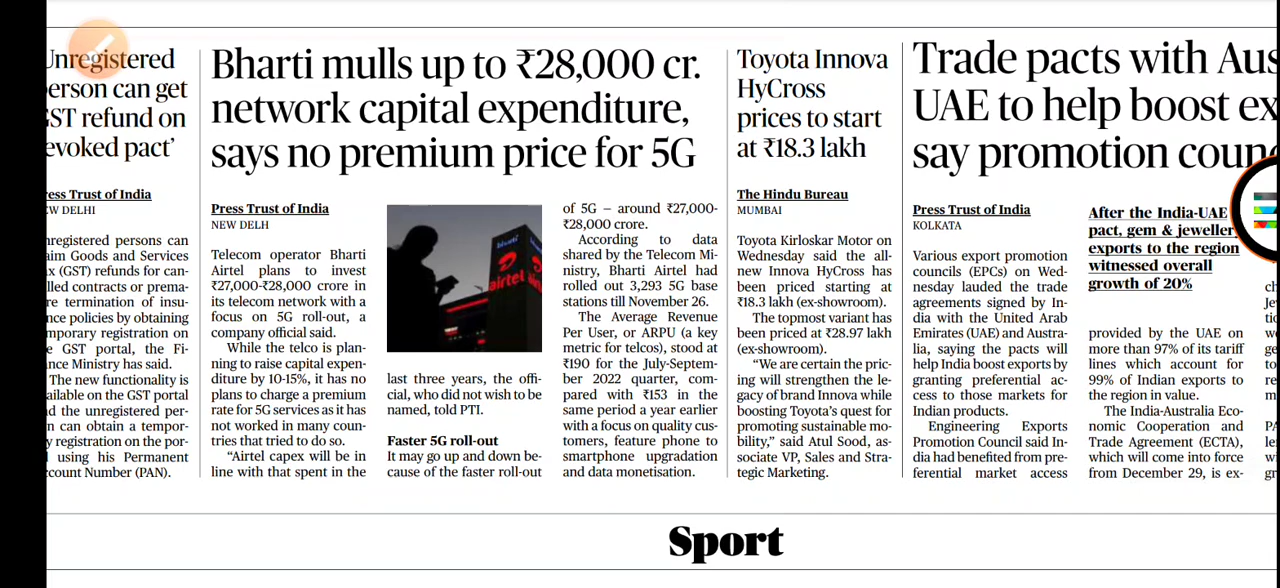 Unregistered
person can get
GST refund on
revoked pact’
Press Trust of India
NEW DELHI
Unregistered persons can
claim Goods and Services
Tax (GST) refunds for can-
celled contracts or prema-
ture termination of insu-
rance policies by obtaining
temporary registration on
the GST portal, the Fi-
nance Ministry has said.
The new functionality is
available on the GST portal
and the unregistered per-
son can obtain a tempor-
ary registration on the por-
tal using his Permanent
Account Number (PAN).
Bharti mulls up to ₹28,000 cr.
network capital expenditure,
says no premium price for 5G
Press Trust of India
NEW DELH
Telecom operator Bharti
Airtel plans to invest
₹27,000-₹28,000 crore in
its telecom network with a
focus on 5G roll-out, a
company official said.
While the telco is plan-
ning to raise capital expen-
diture by 10-15%, it has no
plans to charge a premium
rate for 5G services as it has
not worked in many coun-
tries that tried to do so.
“Airtel capex will be in
line with that spent in the
airtel
last three years, the offi-
cial, who did not wish to be
named, told PTI.
Faster 5G roll-out
It may go up and down be-
cause of the faster roll-out
of 5G – around ₹27,000-
₹28,000 crore.
According to data
shared by the Telecom Mi-
nistry, Bharti Airtel had
rolled out 3,293 5G base
stations till November 26.
The Average Revenue
Per User, or ARPU (a key
metric for telcos), stood at
₹190 for the July-Septem-
ber 2022 quarter, com-
pared with ₹153 in the
same period a year earlier
with a focus on quality cus-
tomers, feature phone to
smartphone upgradation
and data monetisation.
Toyota Innova
HyCross
prices to start
at ₹18.3 lakh
The Hindu Bureau
MUMBAI
Toyota Kirloskar Motor on
Wednesday said the all-
new Innova HyCross has
been priced starting at
₹18.3 lakh (ex-showroom).
The topmost variant has
been priced at ₹28.97 lakh
(ex-showroom).
“We are certain the pric-
ing will strengthen the le-
gacy of brand Innova while
boosting Toyota’s quest for
promoting sustainable mo-
bility,” said Atul Sood, as-
sociate VP, Sales and Stra-
tegic Marketing.
Trade pacts with Aus
UAE to help boost ex
say promotion counc
Press Trust of India
KOLKATA
Various export promotion
councils (EPCs) on Wed-
nesday lauded the trade
agreements signed by In-
dia with the United Arab
Emirates (UAE) and Austra-
lia, saying the pacts will
help India boost exports by
granting preferential ac-
cess to those markets for
Indian products.
Engineering Exports
Promotion Council said In-
dia had benefited from pre-
ferential market access
After the India-UAE
pact, gem & jewellery
exports to the region
witnessed overall
growth of 20%
provided by the UAE on
more than 97% of its tariff
lines which account for
99% of Indian exports to
the region in value.
The India-Australia Eco-
nomic Cooperation and
Trade Agreement (ECTA),
which will come into force
from December 29, is ex-
Sport